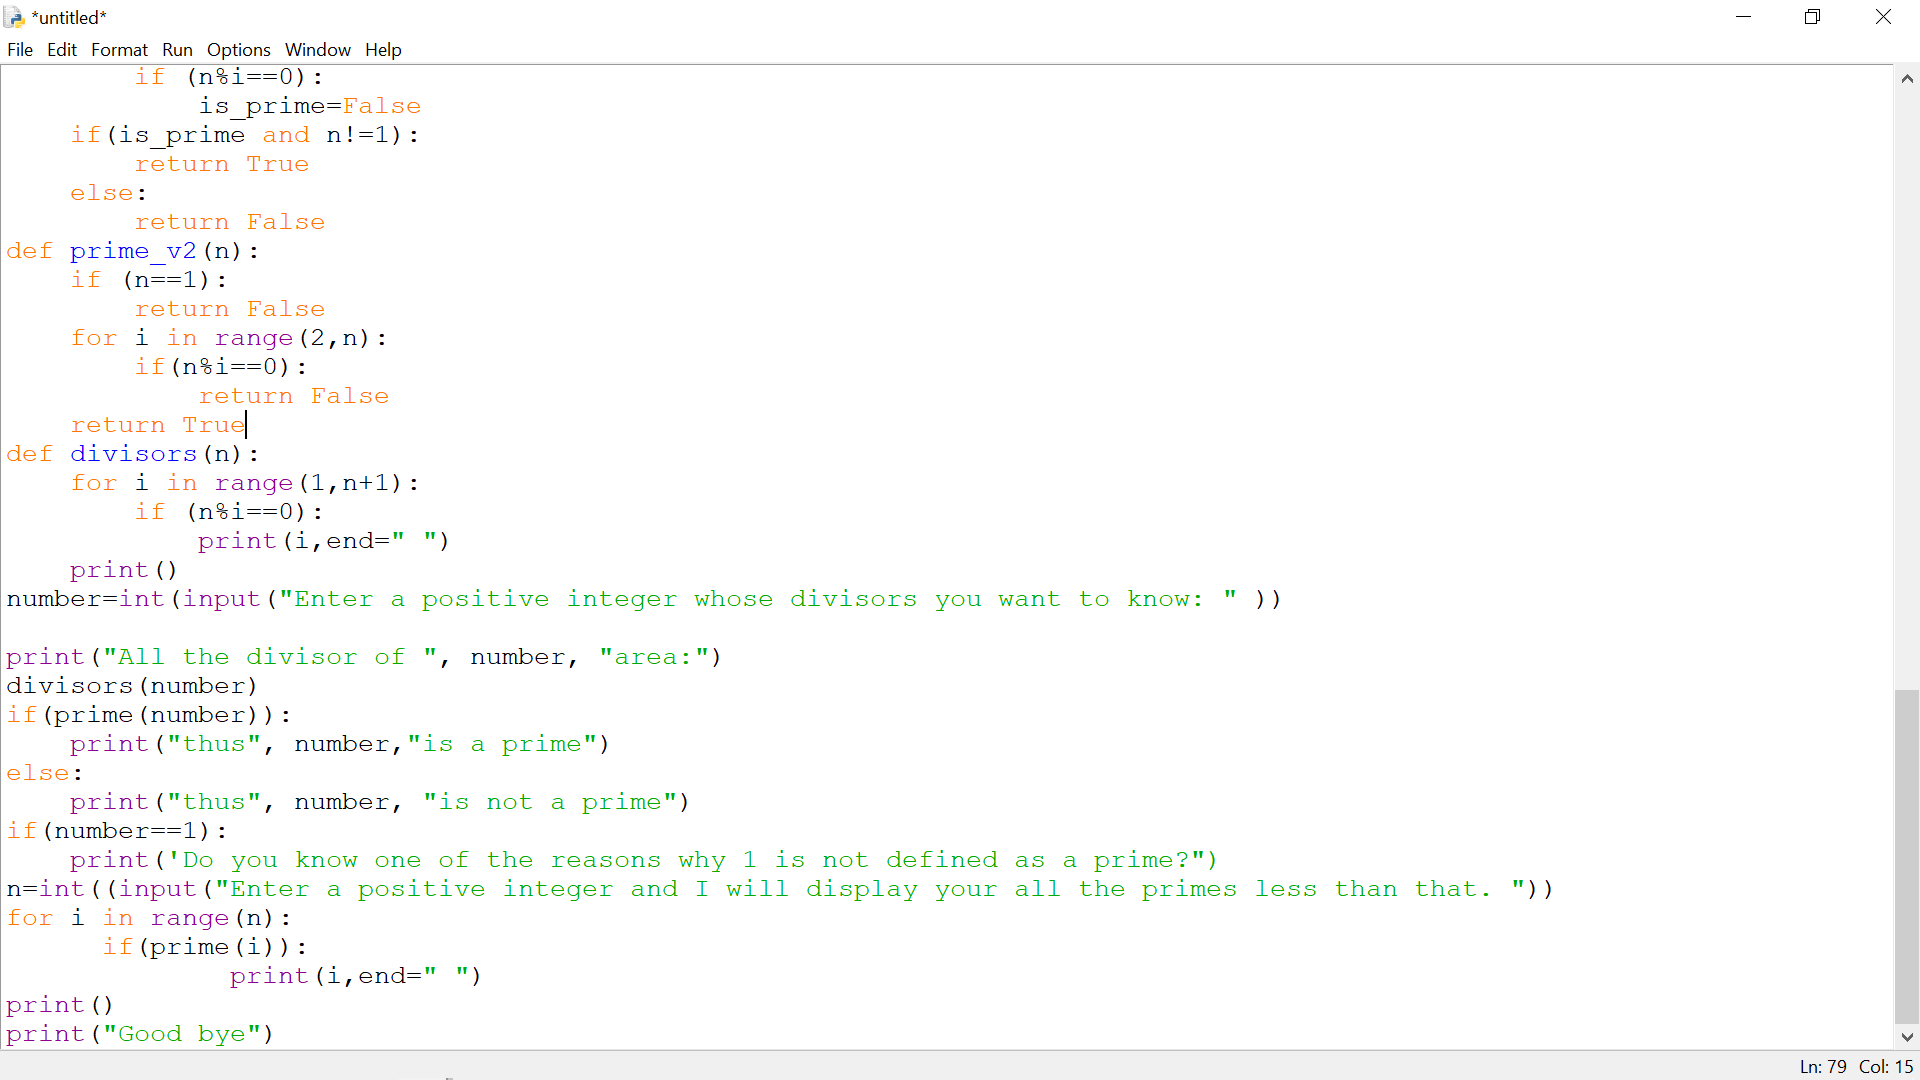 *untitled*
File Edit Format Run Options Window Help
        if (n%i==0):
            is_prime=False
    if(is_prime and n!=1):
        return True
    else:
        return False
def prime_v2(n):
    if (n==1):
        return False
    for i in range(2,n):
        if(n%i==0):
            return False
    return True
def divisors(n):
    for i in range(1,n+1):
        if (n%i==0):
            print(i,end=" ")
    print()
number=int(input("Enter a positive integer whose divisors you want to know: " ))

print("All the divisor of ", number, "area:")
divisors(number)
if(prime(number)):
    print("thus", number,"is a prime")
else:
    print("thus", number, "is not a prime")
if(number==1):
    print('Do you know one of the reasons why 1 is not defined as a prime?")
n=int((input("Enter a positive integer and I will display your all the primes less than that. "))
for i in range(n):
      if(prime(i)):
              print(i,end=" ")
print()
print("Good bye")
Ln: 79 Col: 15